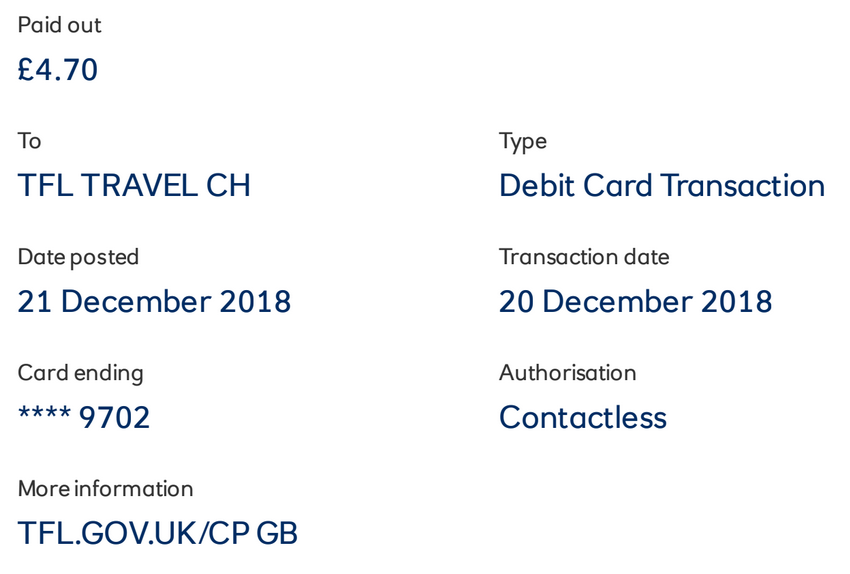 Paid out
£4.70
To
TFL TRAVEL CH
Type
Debit Card Transaction
Date posted
21 December 2018
Transaction date
20 December 2018
Card ending
**** 9702
Authorisation
Contactless
More information
TFL.GOV.UK/CP GB